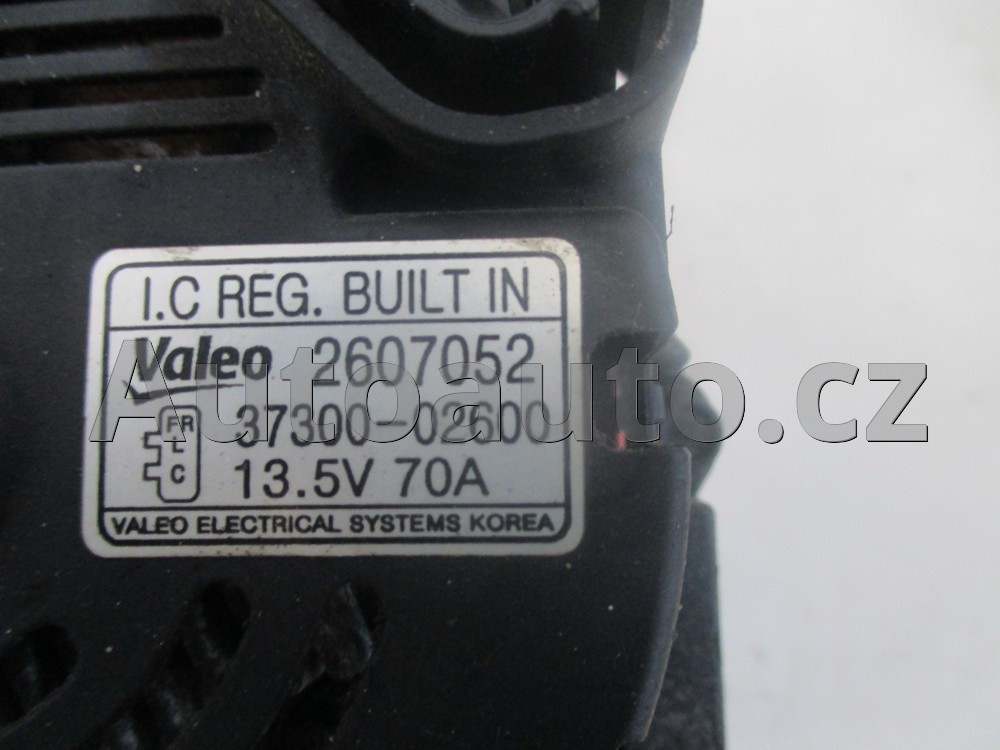 I.C REG. BUILT IN
Valeo 2607052
FR 37300-02600
L
C 13.5V 70A
VALEO ELECTRICAL SYSTEMS KOREA
Autoauto.cz